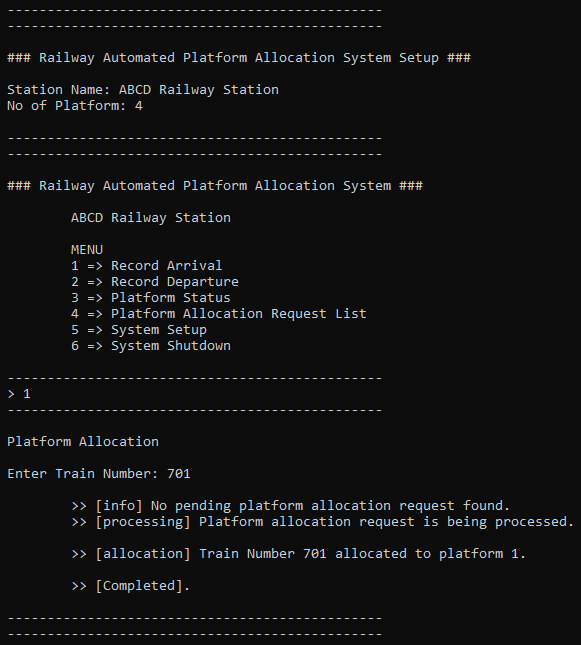 -----------------------------------------------
-----------------------------------------------
### Railway Automated Platform Allocation System Setup ###
Station Name: ABCD Railway Station
No of Platform: 4
-----------------------------------------------
-----------------------------------------------
### Railway Automated Platform Allocation System ###
ABCD Railway Station
MENU
1 => Record Arrival
2 => Record Departure
3 => Platform Status
4 => Platform Allocation Request List
5 => System Setup
6 => System Shutdown
-----------------------------------------------
> 1
-----------------------------------------------
Platform Allocation
Enter Train Number: 701
>> [info] No pending platform allocation request found.
>> [processing] Platform allocation request is being processed.
>> [allocation] Train Number 701 allocated to platform 1.
>> [Completed].
-----------------------------------------------
-----------------------------------------------